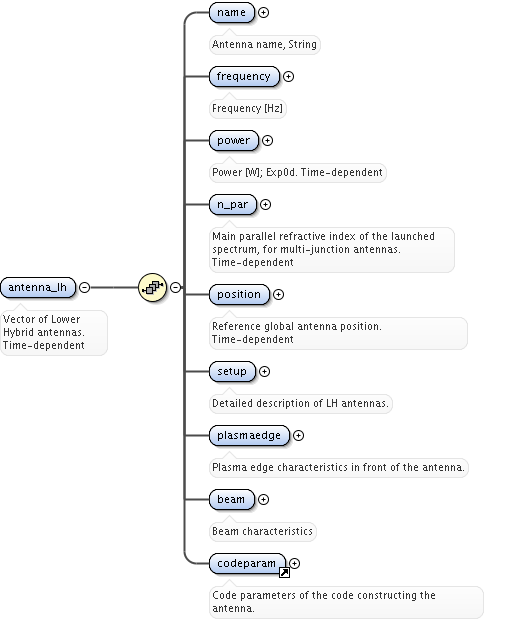 name
Antenna name, String
frequency
Frequency [Hz]
power
Power [W]; Exp0d. Time-dependent
n_par
Main parallel refractive index of the launched
spectrum, for multi-junction antennas.
Time-dependent
antenna_lh
Vector of Lower
Hybrid antennas.
Time-dependent
position
Reference global antenna position.
Time-dependent
setup
Detailed description of LH antennas.
plasmaedge
Plasma edge characteristics in front of the antenna.
beam
Beam characteristics
codeparam
Code parameters of the code constructing the
antenna.